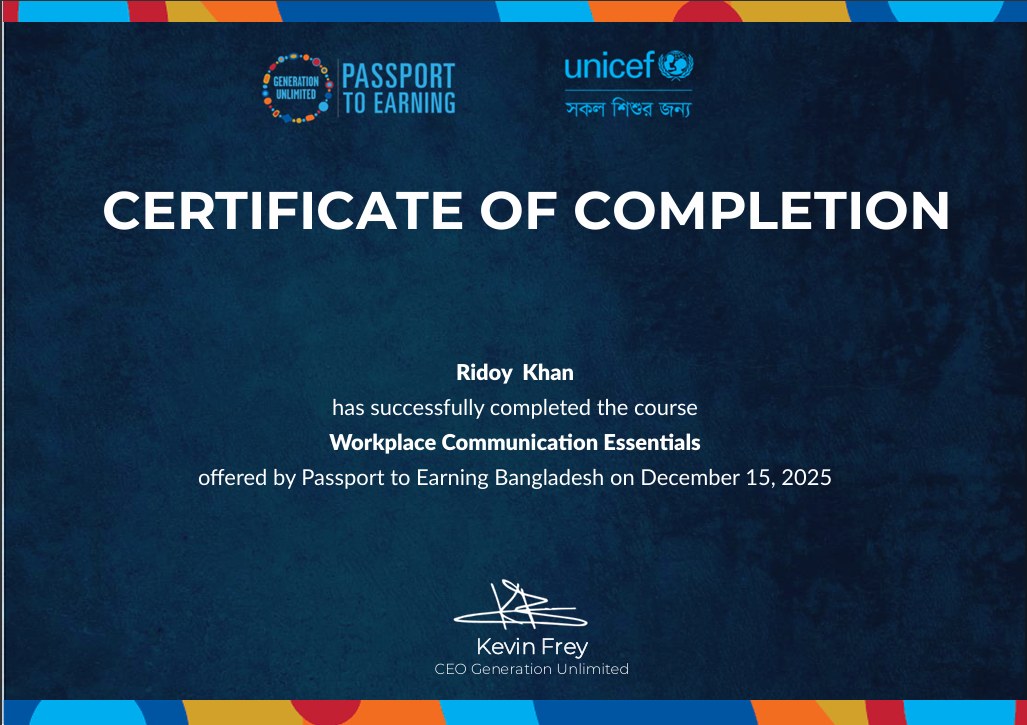 GENERATION
UNLIMITED
PASSPORT
TO EARNING
unicef
সকল শিশুর জন্য
CERTIFICATE OF COMPLETION
Ridoy Khan
has successfully completed the course
Workplace Communication Essentials
offered by Passport to Earning Bangladesh on December 15, 2025
Kevin Frey
CEO Generation Unlimited